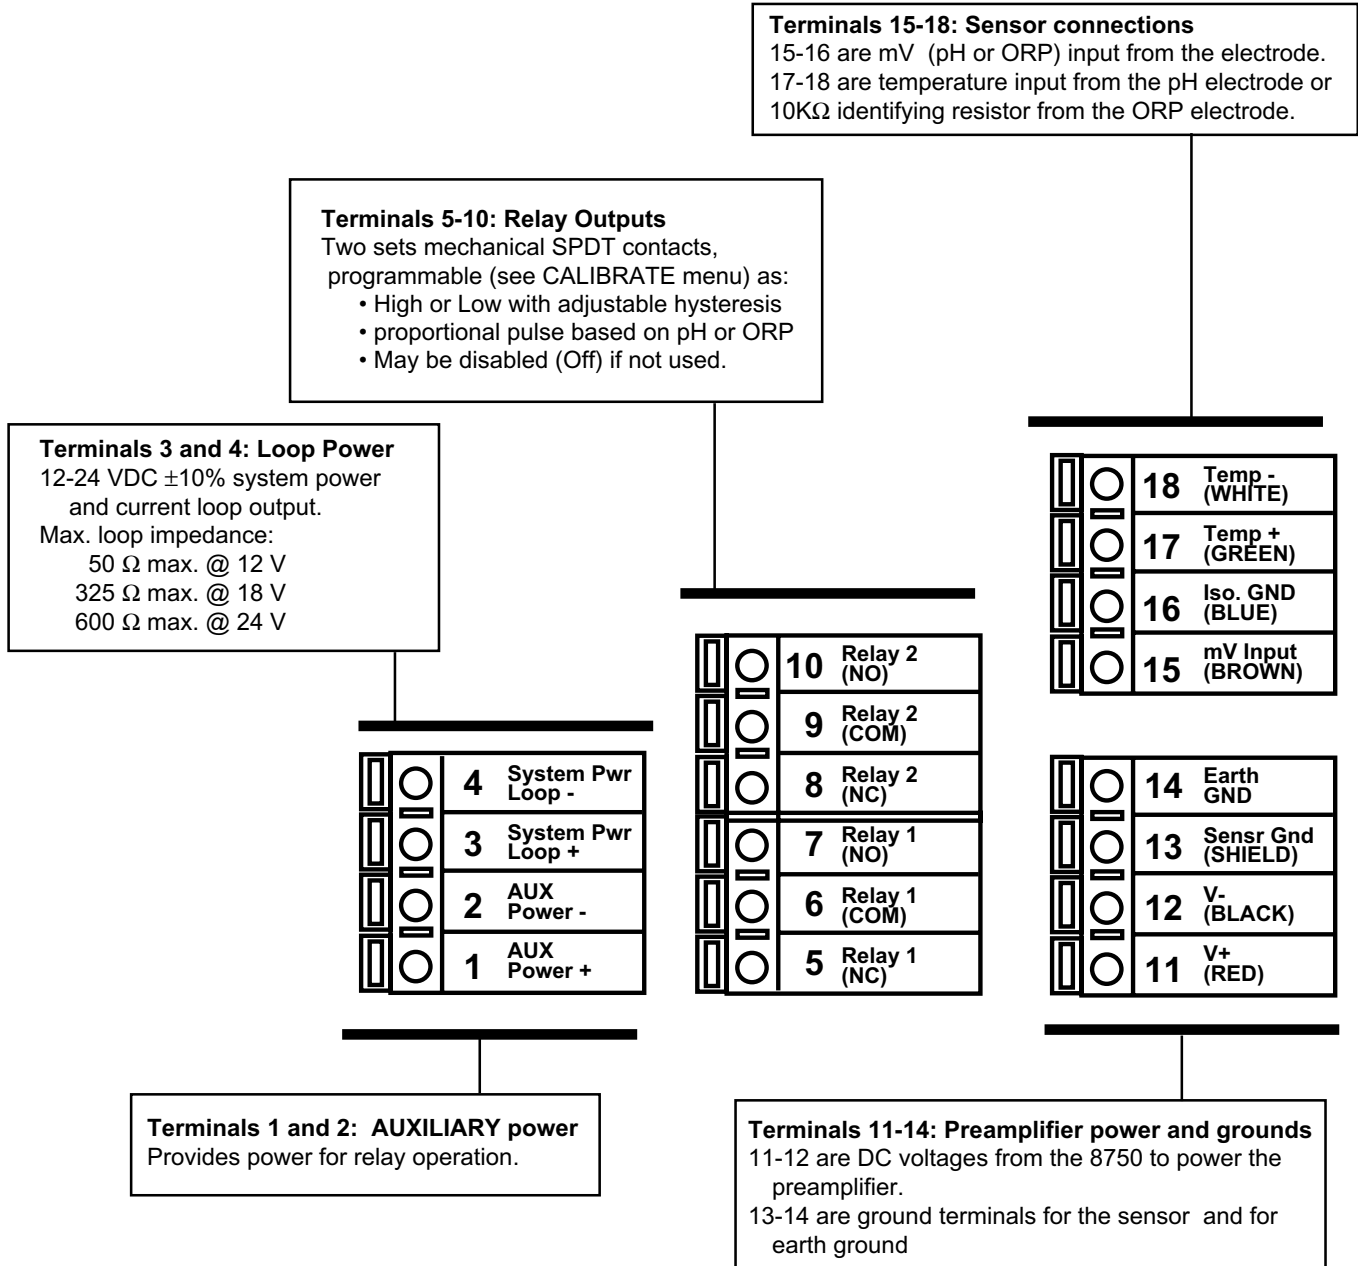 Terminals 15-18: Sensor connections
15-16 are mV (pH or ORP) input from the electrode.
17-18 are temperature input from the pH electrode or
10KΩ identifying resistor from the ORP electrode.
Terminals 5-10: Relay Outputs
Two sets mechanical SPDT contacts,
programmable (see CALIBRATE menu) as:
• High or Low with adjustable hysteresis
• proportional pulse based on pH or ORP
• May be disabled (Off) if not used.
Terminals 3 and 4: Loop Power
12-24 VDC ±10% system power
and current loop output.
Max. loop impedance:
50 Ω max. @ 12 V
325 Ω max. @ 18 V
600 Ω max. @ 24 V
4 System Pwr
Loop -
3 System Pwr
Loop +
2 AUX
Power -
1 AUX
Power +
10 Relay 2
(NO)
9 Relay 2
(COM)
8 Relay 2
(NC)
7 Relay 1
(NO)
6 Relay 1
(COM)
5 Relay 1
(NC)
18 Temp -
(WHITE)
17 Temp +
(GREEN)
16 Iso. GND
(BLUE)
15 mV Input
(BROWN)
14 Earth
GND
13 Sensr Gnd
(SHIELD)
12 V-
(BLACK)
11 V+
(RED)
Terminals 1 and 2: AUXILIARY power
Provides power for relay operation.
Terminals 11-14: Preamplifier power and grounds
11-12 are DC voltages from the 8750 to power the
preamplifier.
13-14 are ground terminals for the sensor and for
earth ground